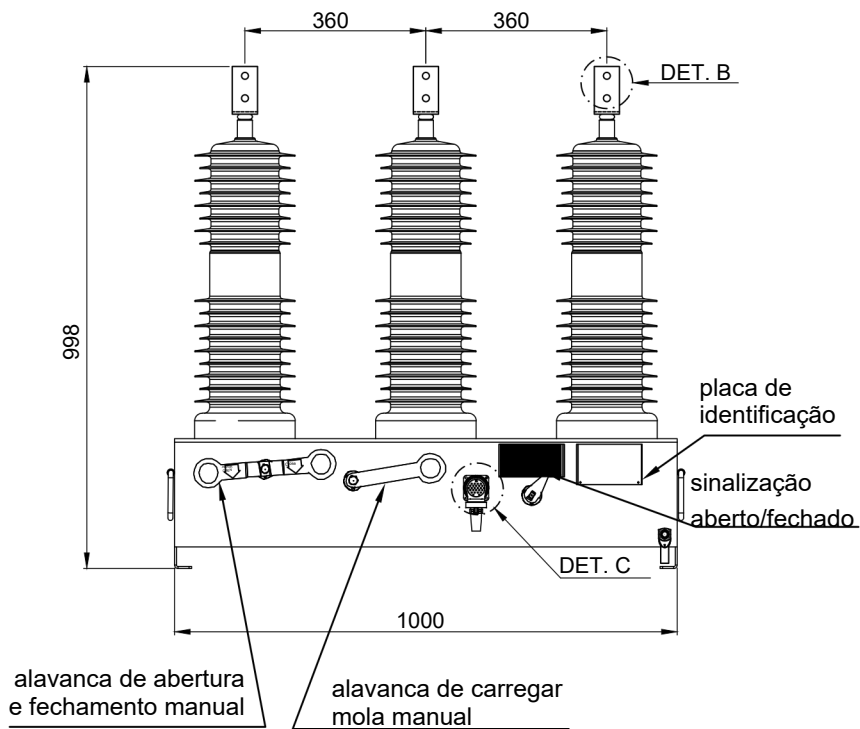 360
360
DET. B
998
placa de
identificação
sinalização
aberto/fechado
DET. C
1000
alavanca de abertura
e fechamento manual
alavanca de carregar
mola manual